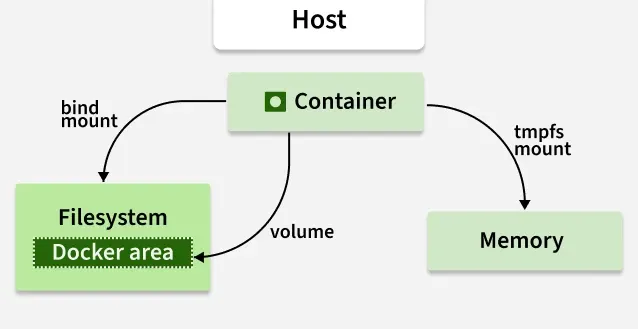 Host
Container
bind
mount
tmpfs
mount
Filesystem
Docker area
volume
Memory